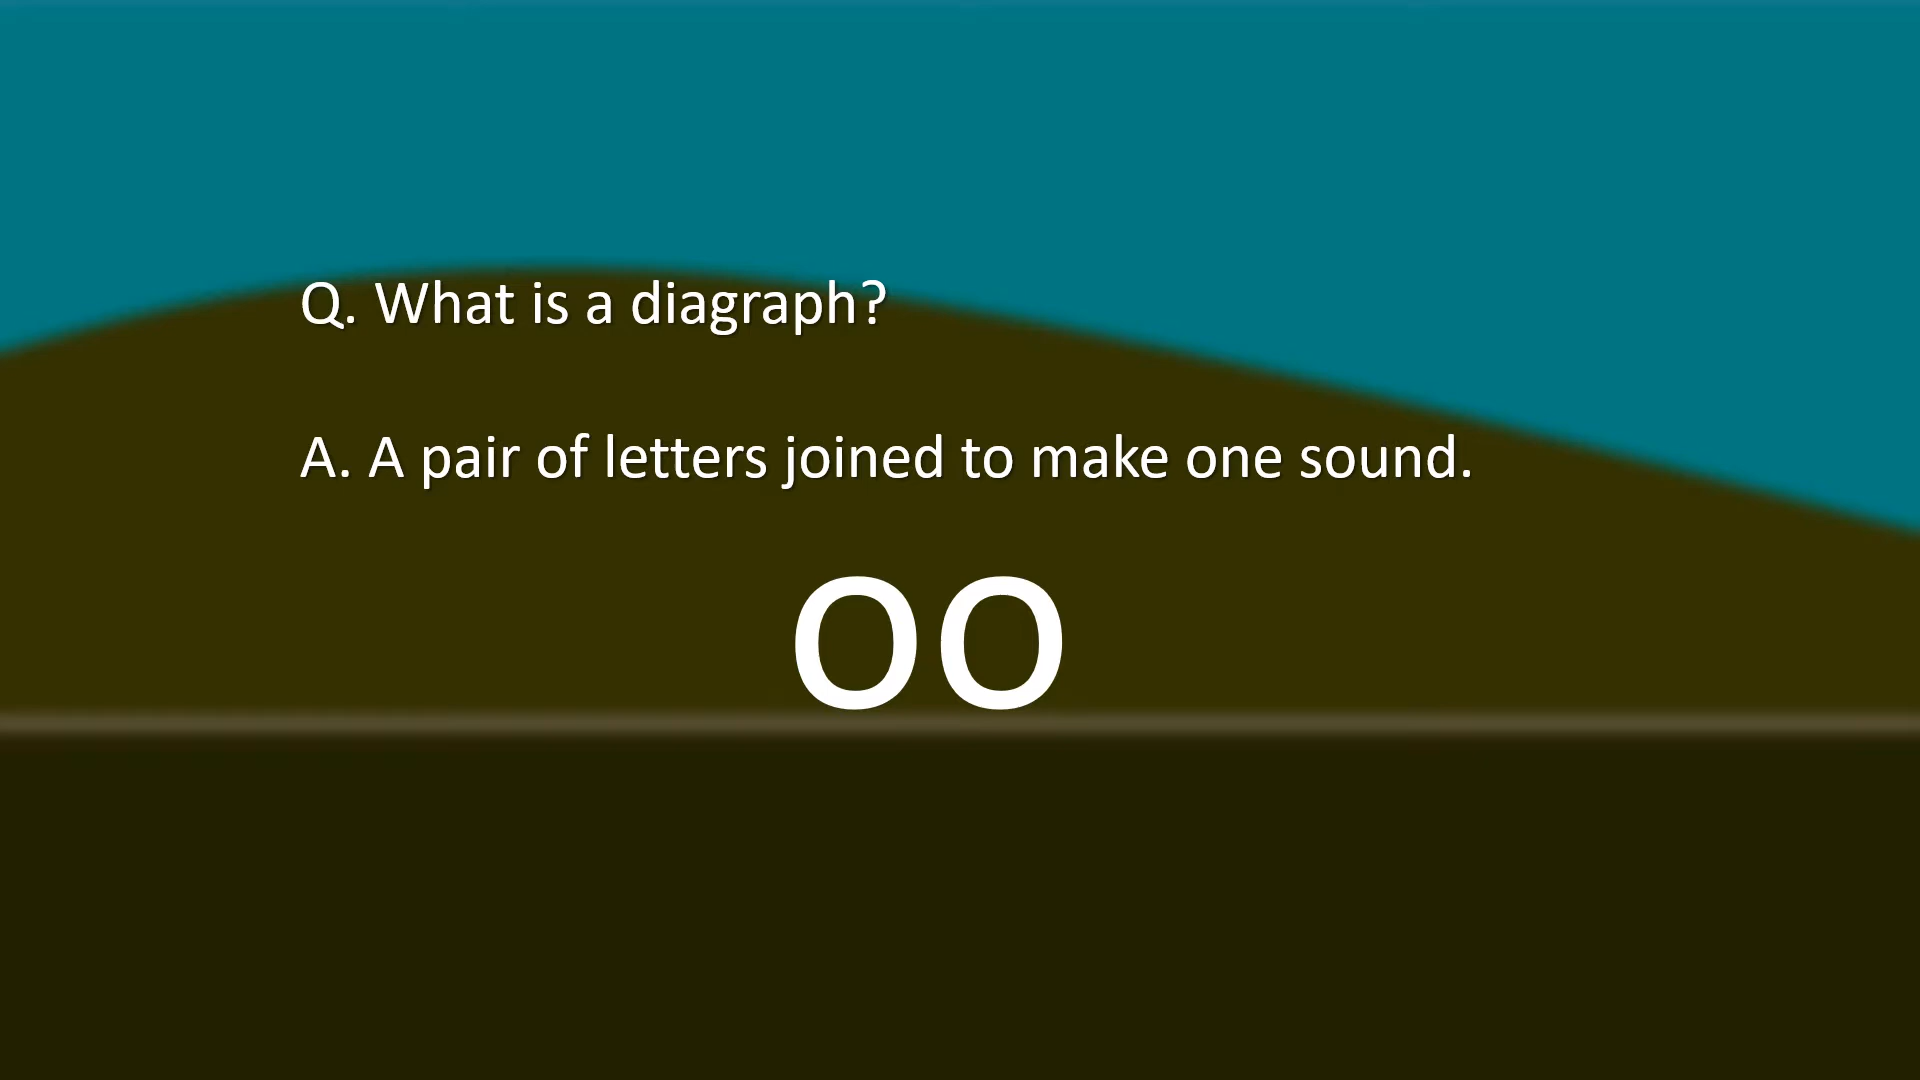 Q. What is a diagraph?
A. A pair of letters joined to make one sound.
oo